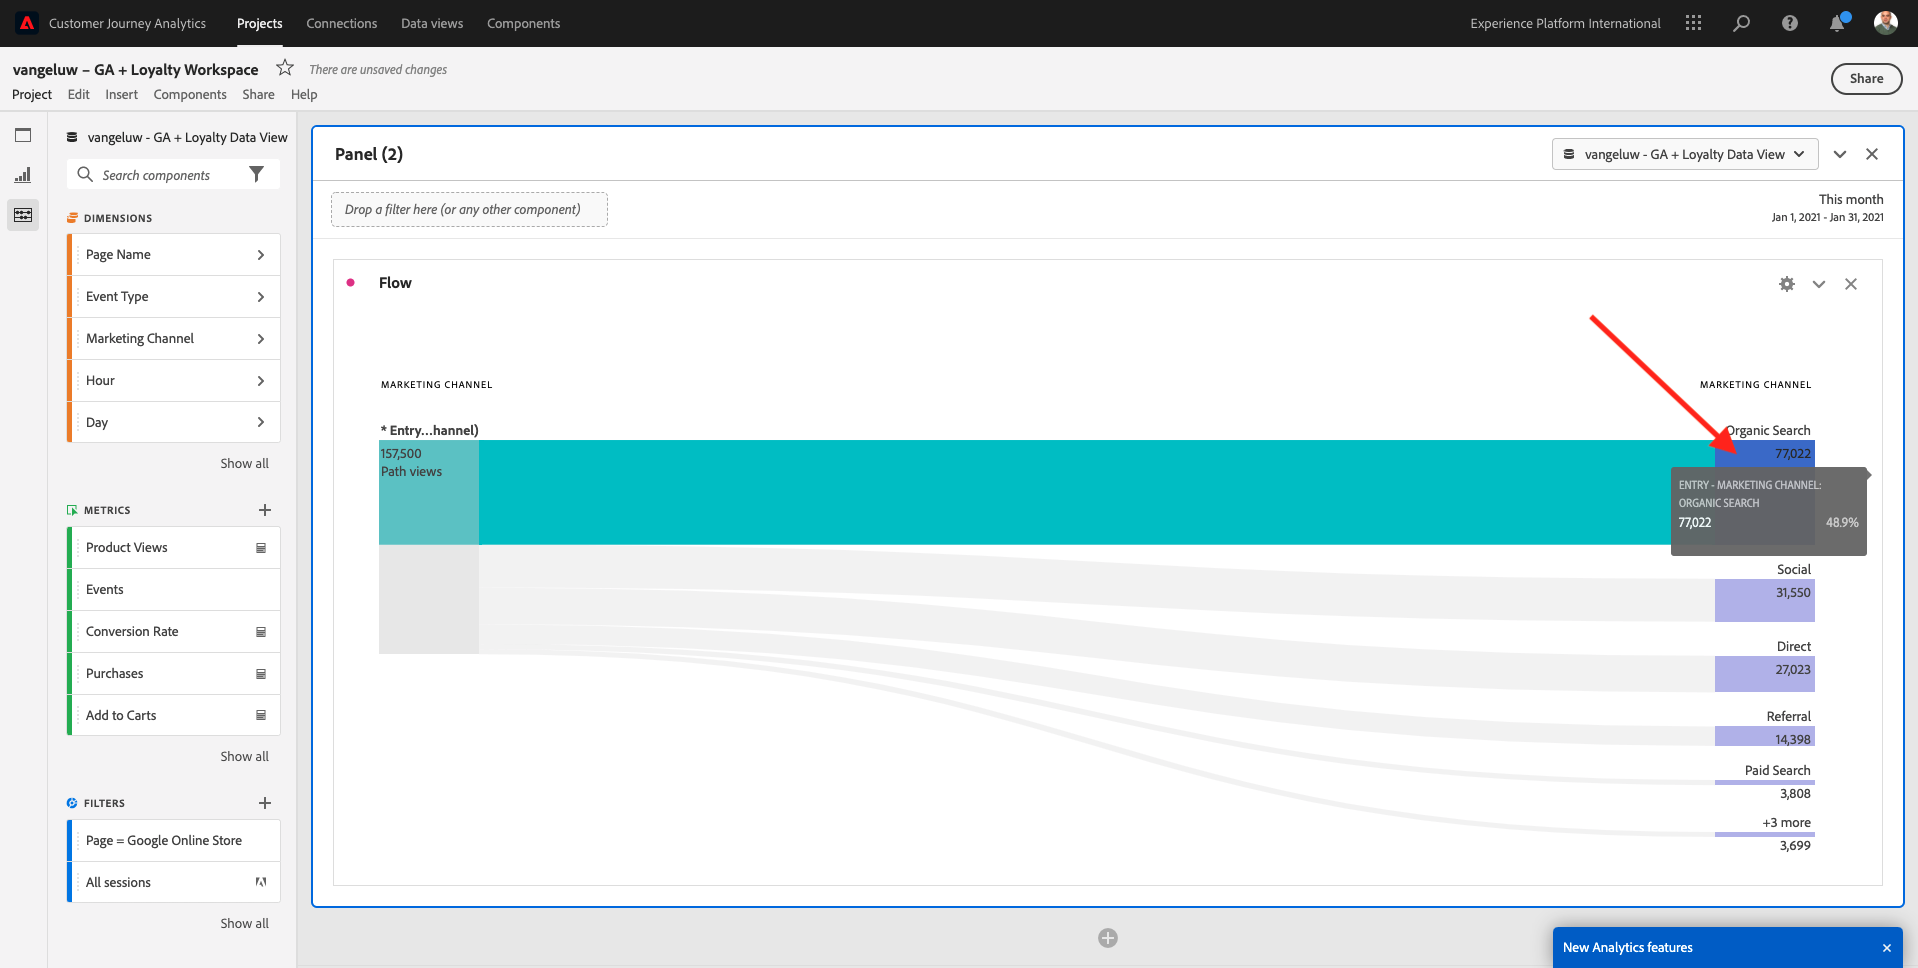 Customer Journey Analytics
Projects
Connections
Data views
Components
Experience Platform International
vangeluw – GA + Loyalty Workspace
There are unsaved changes
Share
Project
Edit
Insert
Components
Share
Help
vangeluw - GA + Loyalty Data View
Search components
DIMENSIONS
Page Name
Event Type
Marketing Channel
Hour
Day
Show all
METRICS
Product Views
Events
Conversion Rate
Purchases
Add to Carts
Show all
FILTERS
Page = Google Online Store
All sessions
Show all
Panel (2)
vangeluw - GA + Loyalty Data View
Drop a filter here (or any other component)
This month
Jan 1, 2021 - Jan 31, 2021
Flow
MARKETING CHANNEL
MARKETING CHANNEL
* Entry...hannel)
157,500
Path views
Organic Search
77,022
ENTRY - MARKETING CHANNEL:
ORGANIC SEARCH
77,022 48.9%
Social
31,550
Direct
27,023
Referral
14,398
Paid Search
3,808
+3 more
3,699
New Analytics features